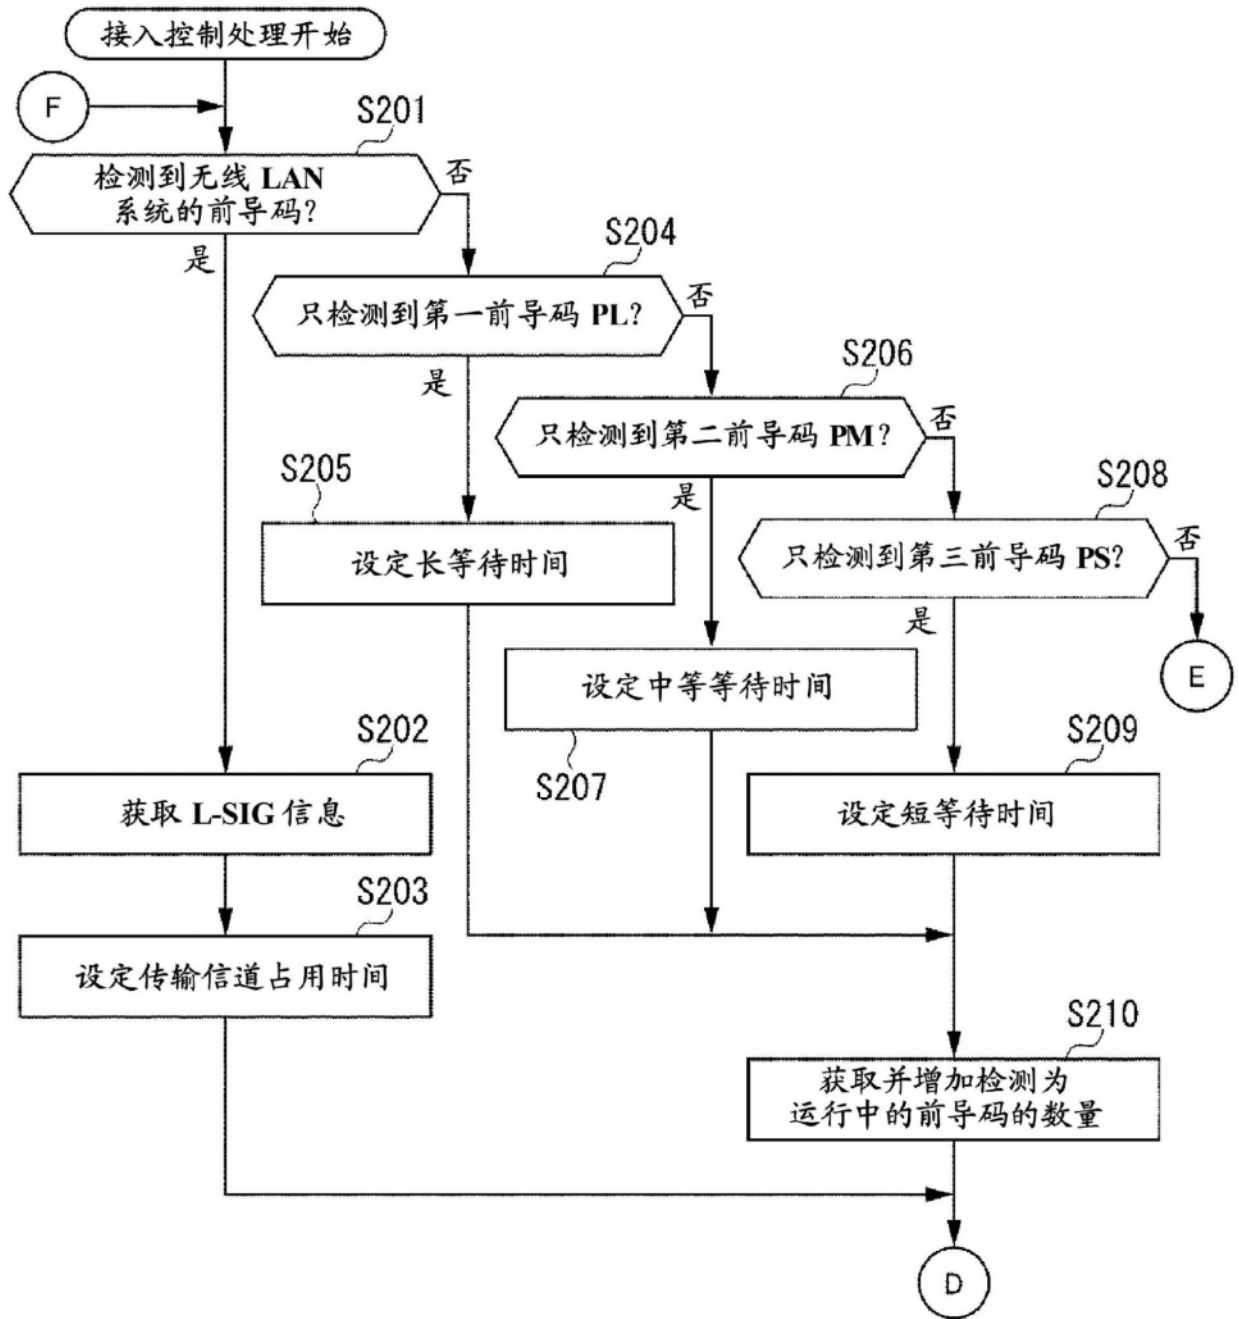 接入控制处理开始
F
S201
检测到无线 LAN
系统的前导码?
否
是
S204
只检测到第一前导码 PL?
否
是
S206
只检测到第二前导码 PM?
否
是
S205
设定长等待时间
S208
只检测到第三前导码 PS?
否
是
E
设定中等等待时间
S207
S202
获取 L-SIG 信息
S209
设定短等待时间
S203
设定传输信道占用时间
S210
获取并增加检测为
运行中的前导码的数量
D